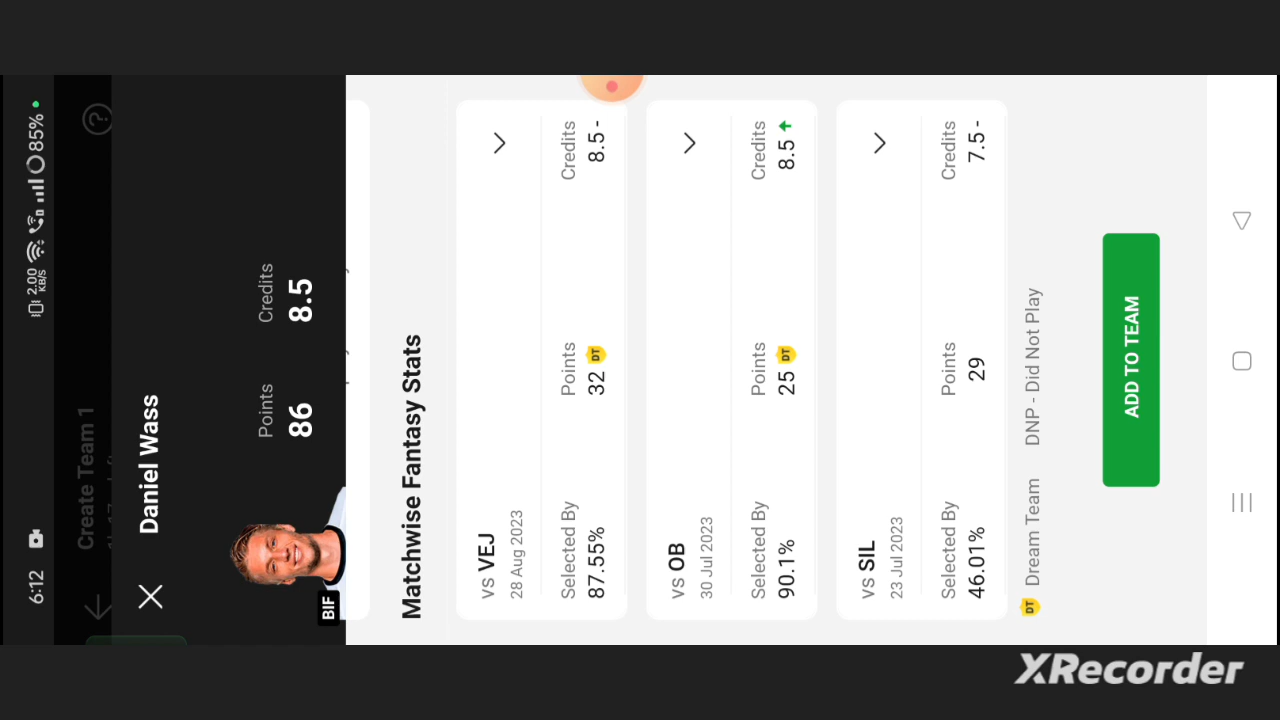 6:12
2.00
KB/S
85%
Create Team 1
Daniel Wass
BIF
Points
Credits
86
8.5
Matchwise Fantasy Stats
vs VEJ
28 Aug 2023
Selected By
Points
Credits
87.55%
32 DT
8.5 -
vs OB
30 Jul 2023
Selected By
Points
Credits
90.1%
25 DT
8.5
vs SIL
23 Jul 2023
Selected By
Points
Credits
46.01%
29
7.5 -
DT Dream Team
DNP - Did Not Play
ADD TO TEAM
XRecorder